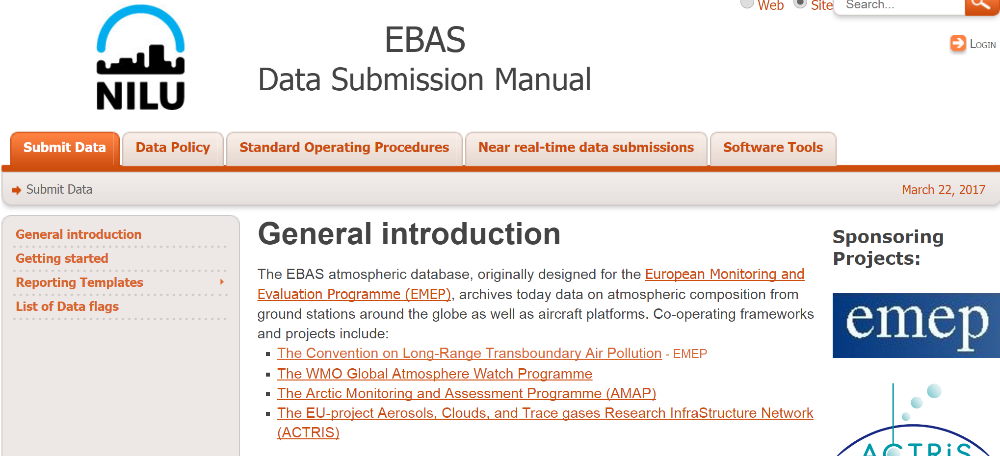 Web Site Search...
NILU
EBAS
Data Submission Manual
Login
Submit Data Data Policy Standard Operating Procedures Near real-time data submissions Software Tools
Submit Data March 22, 2017
General introduction
Getting started
Reporting Templates
List of Data flags
General introduction
The EBAS atmospheric database, originally designed for the European Monitoring and
Evaluation Programme (EMEP), archives today data on atmospheric composition from
ground stations around the globe as well as aircraft platforms. Co-operating frameworks
and projects include:
The Convention on Long-Range Transboundary Air Pollution - EMEP
The WMO Global Atmosphere Watch Programme
The Arctic Monitoring and Assessment Programme (AMAP)
The EU-project Aerosols, Clouds, and Trace gases Research InfraStructure Network
(ACTRIS)
Sponsoring
Projects:
emep
ACTRiS